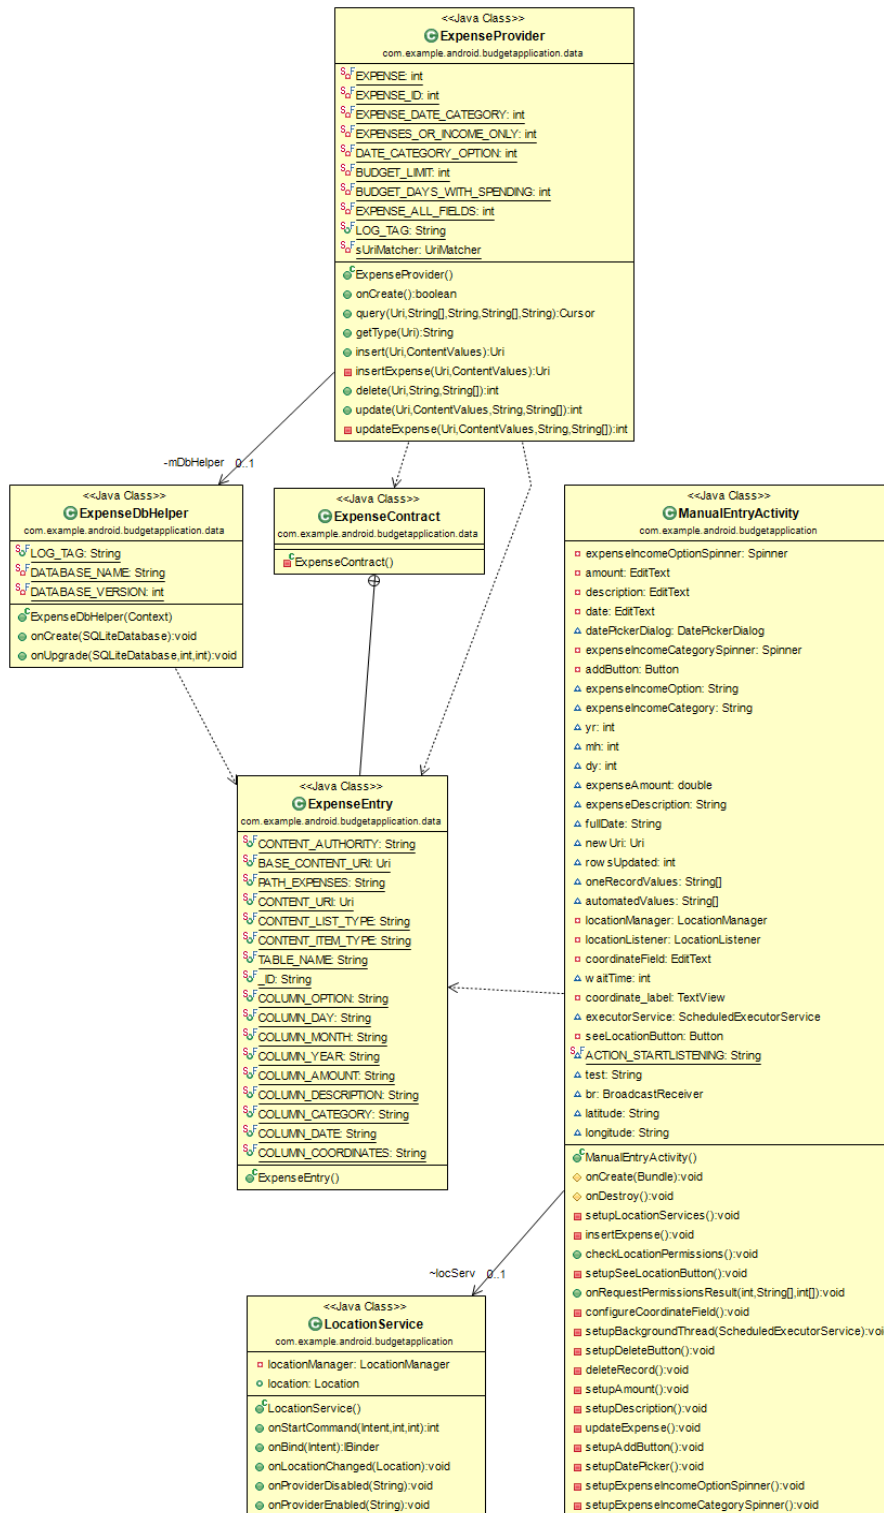 <<Java Class>>
ExpenseProvider
com.example.android.budgetapplication.data
EXPENSE: int
EXPENSE_ID: int
EXPENSE_DATE_CATEGORY: int
EXPENSES_OR_INCOME_ONLY: int
DATE_CATEGORY_OPTION: int
BUDGET_LIMIT: int
BUDGET_DAYS_WITH_SPENDING: int
EXPENSE_ALL_FIELDS: int
LOG_TAG: String
sUriMatcher: UriMatcher
ExpenseProvider()
onCreate():boolean
query(Uri,String[],String,String[],String):Cursor
getType(Uri):String
insert(Uri,ContentValues):Uri
insertExpense(Uri,ContentValues):Uri
delete(Uri,String,String[]):int
update(Uri,ContentValues,String,String[]):int
updateExpense(Uri,ContentValues,String,String[]):int
-mDbHelper 0..1
<<Java Class>>
ExpenseDbHelper
com.example.android.budgetapplication.data
LOG_TAG: String
DATABASE_NAME: String
DATABASE_VERSION: int
ExpenseDbHelper(Context)
onCreate(SQLiteDatabase):void
onUpgrade(SQLiteDatabase,int,int):void
<<Java Class>>
ExpenseContract
com.example.android.budgetapplication.data
ExpenseContract()
<<Java Class>>
ManualEntryActivity
com.example.android.budgetapplication
expenseIncomeOptionSpinner: Spinner
amount: EditText
description: EditText
date: EditText
datePickerDialog: DatePickerDialog
expenseIncomeCategorySpinner: Spinner
addButton: Button
expenseIncomeOption: String
expenseIncomeCategory: String
yr: int
mh: int
dy: int
expenseAmount: double
expenseDescription: String
fullDate: String
newUri: Uri
rowsUpdated: int
oneRecordValues: String[]
automatedValues: String[]
locationManager: LocationManager
locationListener: LocationListener
coordinateField: EditText
waitTime: int
coordinate_label: TextView
executorService: ScheduledExecutorService
seeLocationButton: Button
ACTION_STARTLISTENING: String
test: String
br: BroadcastReceiver
latitude: String
longitude: String
ManualEntryActivity()
onCreate(Bundle):void
onDestroy():void
setupLocationServices():void
insertExpense():void
checkLocationPermissions():void
setupSeeLocationButton():void
onRequestPermissionsResult(int,String[],int[]):void
configureCoordinateField():void
setupBackgroundThread(ScheduledExecutorService):voi
setupDeleteButton():void
deleteRecord():void
setupAmount():void
setupDescription():void
updateExpense():void
setupAddButton():void
setupDatePicker():void
setupExpenseIncomeOptionSpinner():void
setupExpenseIncomeCategorySpinner():void
<<Java Class>>
ExpenseEntry
com.example.android.budgetapplication.data
CONTENT_AUTHORITY: String
BASE_CONTENT_URI: Uri
PATH_EXPENSES: String
CONTENT_URI: Uri
CONTENT_LIST_TYPE: String
CONTENT_ITEM_TYPE: String
TABLE_NAME: String
_ID: String
COLUMN_OPTION: String
COLUMN_DAY: String
COLUMN_MONTH: String
COLUMN_YEAR: String
COLUMN_AMOUNT: String
COLUMN_DESCRIPTION: String
COLUMN_CATEGORY: String
COLUMN_DATE: String
COLUMN_COORDINATES: String
ExpenseEntry()
~locServ 0..1
<<Java Class>>
LocationService
com.example.android.budgetapplication
locationManager: LocationManager
location: Location
LocationService()
onStartCommand(Intent,int,int):int
onBind(Intent):IBinder
onLocationChanged(Location):void
onProviderDisabled(String):void
onProviderEnabled(String):void